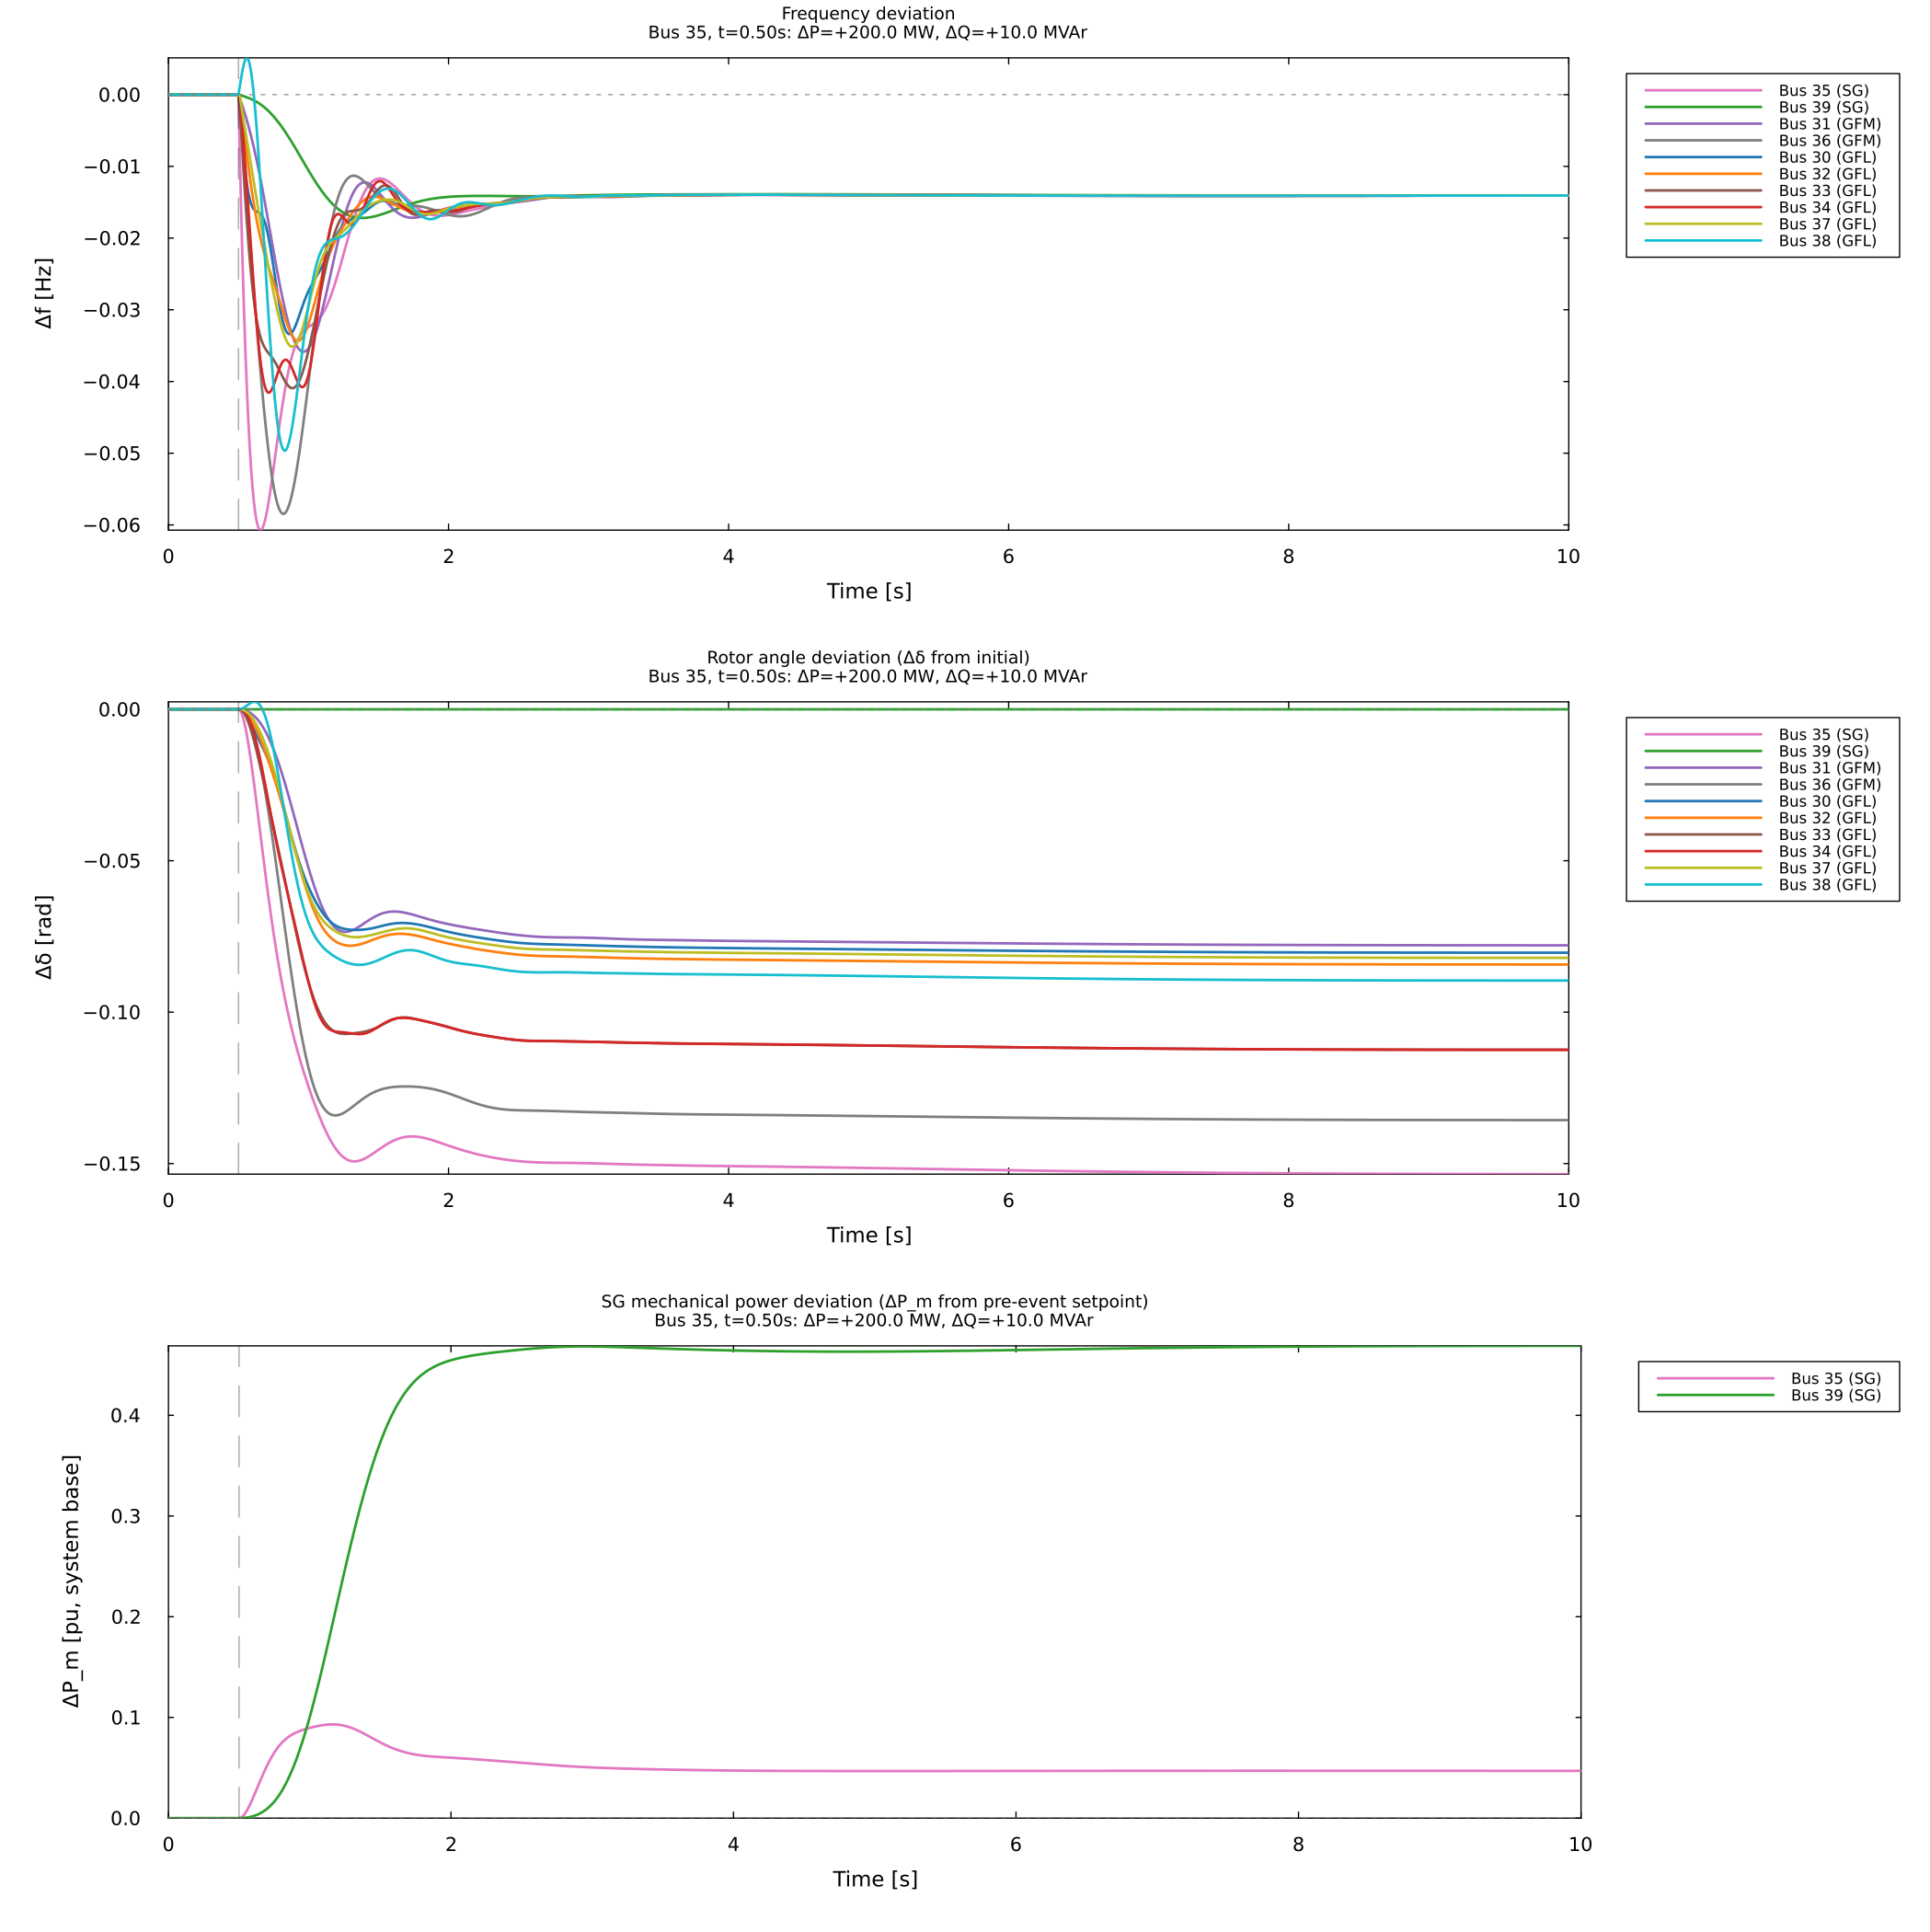 Frequency deviation
Bus 35, t=0.50s: ΔP=+200.0 MW, ΔQ=+10.0 MVAr
Δf [Hz]
0.00
−0.01
−0.02
−0.03
−0.04
−0.05
−0.06
0 2 4 6 8 10
Time [s]
Bus 35 (SG)
Bus 39 (SG)
Bus 31 (GFM)
Bus 36 (GFM)
Bus 30 (GFL)
Bus 32 (GFL)
Bus 33 (GFL)
Bus 34 (GFL)
Bus 37 (GFL)
Bus 38 (GFL)
Rotor angle deviation (Δδ from initial)
Bus 35, t=0.50s: ΔP=+200.0 MW, ΔQ=+10.0 MVAr
Δδ [rad]
0.00
−0.05
−0.10
−0.15
0 2 4 6 8 10
Time [s]
Bus 35 (SG)
Bus 39 (SG)
Bus 31 (GFM)
Bus 36 (GFM)
Bus 30 (GFL)
Bus 32 (GFL)
Bus 33 (GFL)
Bus 34 (GFL)
Bus 37 (GFL)
Bus 38 (GFL)
SG mechanical power deviation (ΔP_m from pre-event setpoint)
Bus 35, t=0.50s: ΔP=+200.0 MW, ΔQ=+10.0 MVAr
ΔP_m [pu, system base]
0.4
0.3
0.2
0.1
0.0
0 2 4 6 8 10
Time [s]
Bus 35 (SG)
Bus 39 (SG)